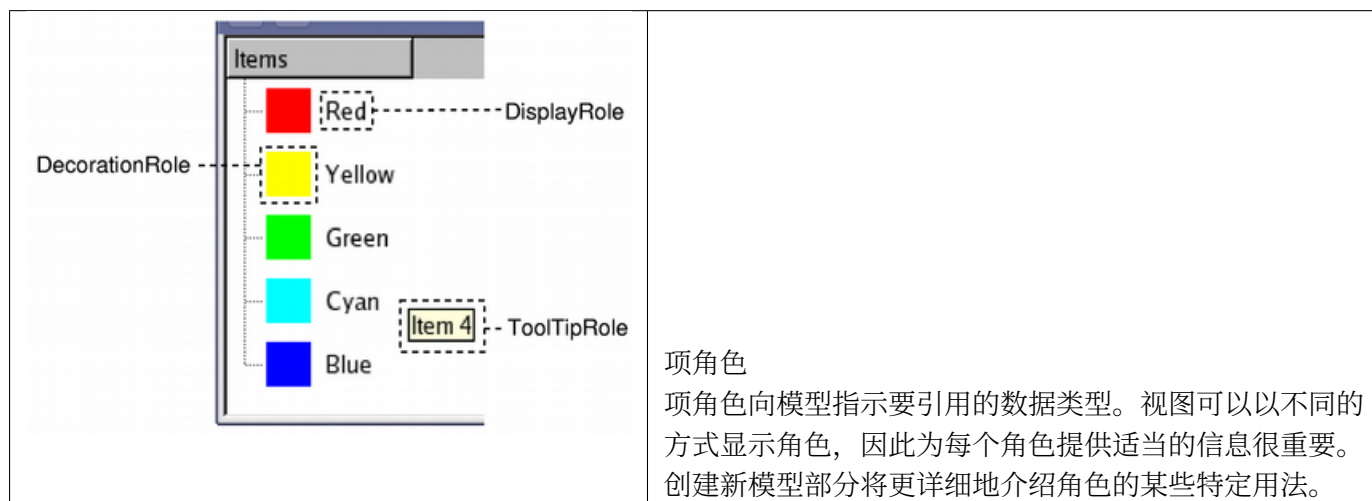 Items
Red
DisplayRole
DecorationRole
Yellow
Green
Cyan
Item 4
ToolTipRole
Blue
项角色
项角色向模型指示要引用的数据类型。视图可以以不同的
方式显示角色，因此为每个角色提供适当的信息很重要。
创建新模型部分将更详细地介绍角色的某些特定用法。